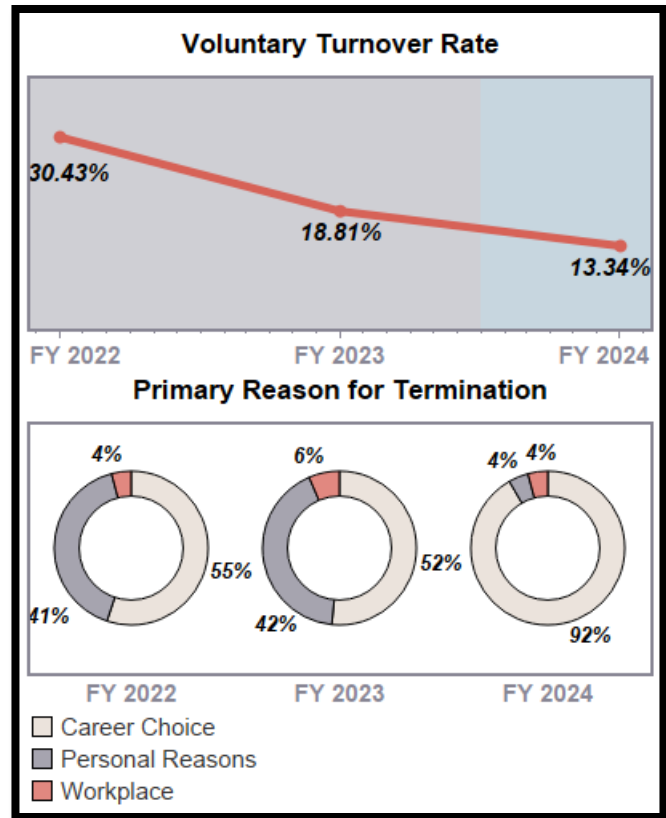 Voluntary Turnover Rate
30.43%
18.81%
13.34%
FY 2022 FY 2023 FY 2024
Primary Reason for Termination
4% 6% 4% 4%
55% 52%
41% 42% 92%
FY 2022 FY 2023 FY 2024
Career Choice
Personal Reasons
Workplace